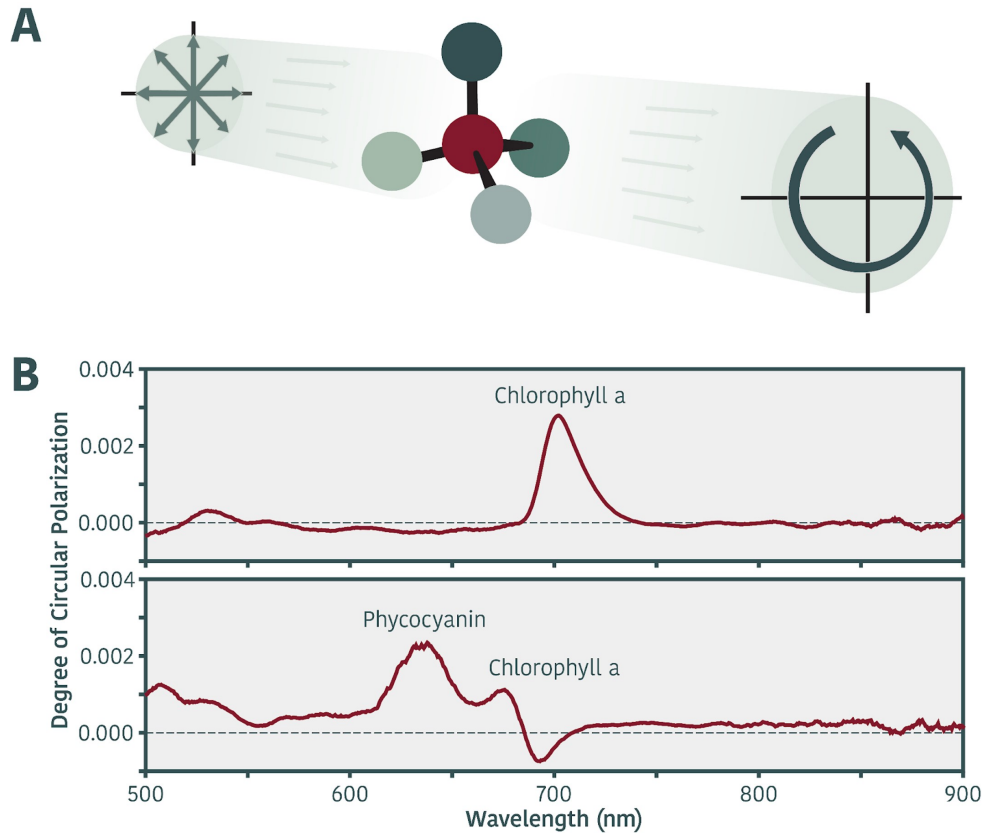 A
B
Degree of Circular Polarization
0.004
0.002
0.000
Chlorophyll a
0.004
0.002
0.000
Phycocyanin
Chlorophyll a
500 600 700 800 900
Wavelength (nm)